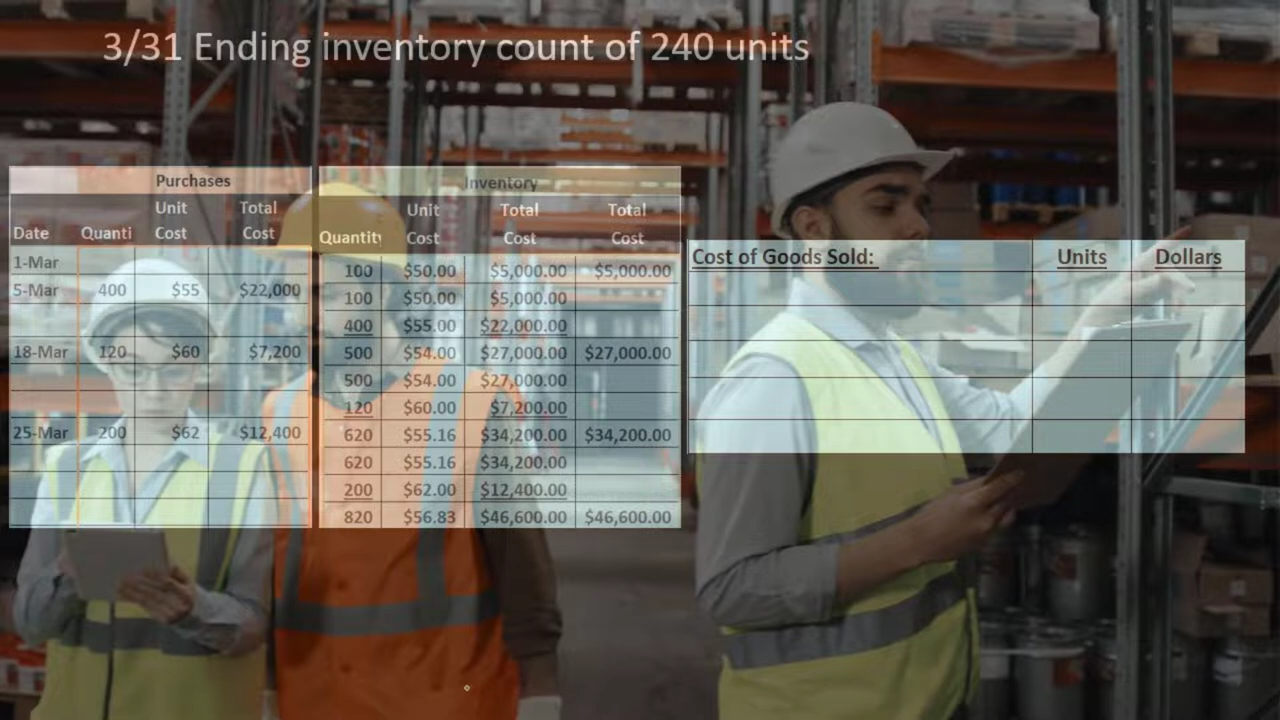 3/31 Ending inventory count of 240 units
Purchases
Date Quanti Unit Cost Total Cost
1-Mar
5-Mar 400 $55 $22,000
18-Mar 120 $60 $7,200
25-Mar 200 $62 $12,400
Inventory
Quantity Unit Cost Total Cost Total Cost
100 $50.00 $5,000.00 $5,000.00
100 $50.00 $5,000.00
400 $55.00 $22,000.00
500 $54.00 $27,000.00 $27,000.00
500 $54.00 $27,000.00
120 $60.00 $7,200.00
620 $55.16 $34,200.00 $34,200.00
620 $55.16 $34,200.00
200 $62.00 $12,400.00
820 $56.83 $46,600.00 $46,600.00
Cost of Goods Sold: Units Dollars